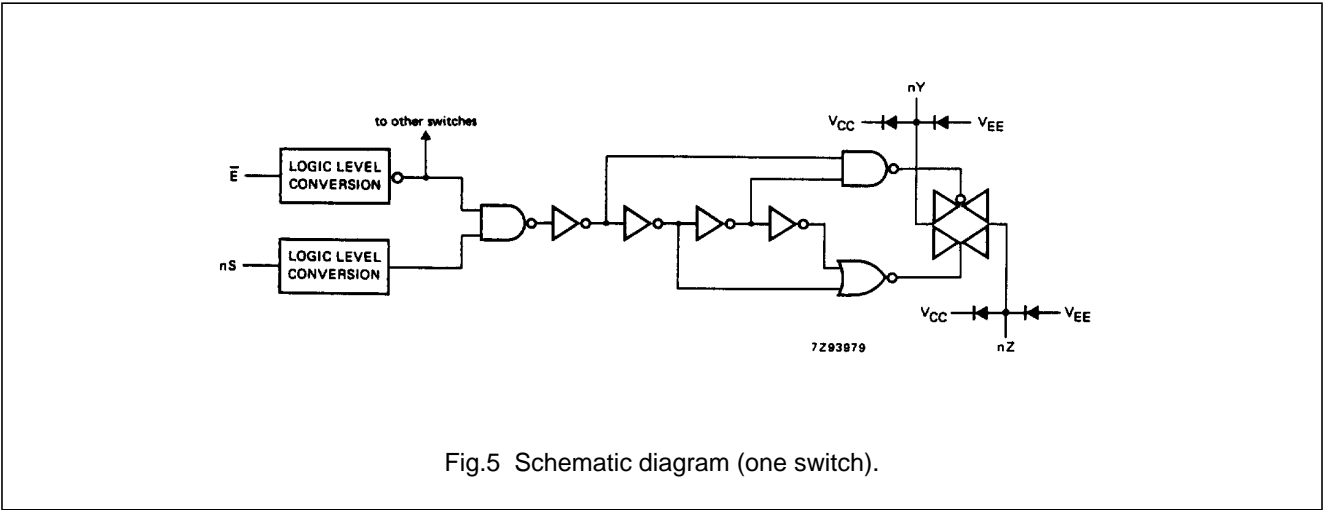 nY
VCC
VEE
to other switches
E̅
LOGIC LEVEL
CONVERSION
nS
LOGIC LEVEL
CONVERSION
VCC
VEE
nZ
7Z93979
Fig.5 Schematic diagram (one switch).